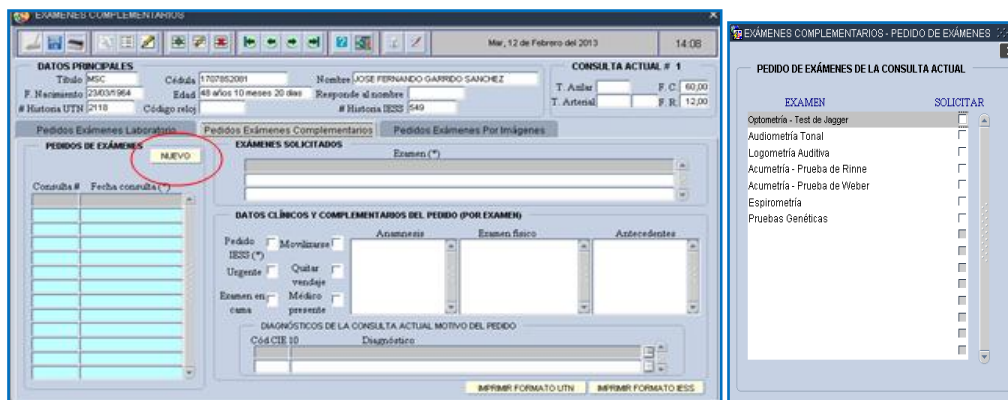 EXÁMENES COMPLEMENTARIOS
Mar, 12 de Febrero del 2013 14:08
DATOS PRINCIPALES
Título MSC Cédula 1707852081 Nombre JOSE FERNANDO GARRIDO SANCHEZ
F. Nacimiento 23/03/1964 Edad 48 años 10 meses 20 dias Responde al nombre
# Historia UTN 2118 Código reloj # Historia IESS 549
CONSULTA ACTUAL # 1
T. Axilar F. C. 60,00
T. Arterial F. R. 12,00
Pedidos Exámenes Laboratorio Pedidos Exámenes Complementarios Pedidos Exámenes Por Imágenes
PEDIDOS DE EXÁMENES
NUEVO
Consulta # Fecha consulta (*)
EXÁMENES SOLICITADOS
Examen (*)
DATOS CLÍNICOS Y COMPLEMENTARIOS DEL PEDIDO (POR EXAMEN)
Pedido IESS (*)
Movilizarse
Urgente
Quitar vendaje
Examen en cama
Médico presente
Anamnesis Examen físico Antecedentes
DIAGNÓSTICOS DE LA CONSULTA ACTUAL MOTIVO DEL PEDIDO
Cód CIE 10 Diagnóstico
IMPRIMIR FORMATO UTN IMPRIMIR FORMATO IESS
EXÁMENES COMPLEMENTARIOS - PEDIDO DE EXÁMENES
PEDIDO DE EXÁMENES DE LA CONSULTA ACTUAL
EXAMEN SOLICITAR
Optometría - Test de Jagger
Audiometría Tonal
Logometría Auditiva
Acumetría - Prueba de Rinne
Acumetría - Prueba de Weber
Espirometría
Pruebas Genéticas